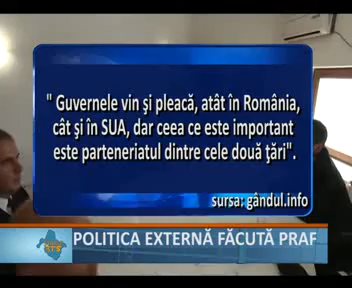 " Guvernele vin şi pleacă, atât în România,
cât şi în SUA, dar ceea ce este important
este parteneriatul dintre cele două ţări".
sursa: gândul.info
POLITICA EXTERNĂ FĂCUTĂ PRAF